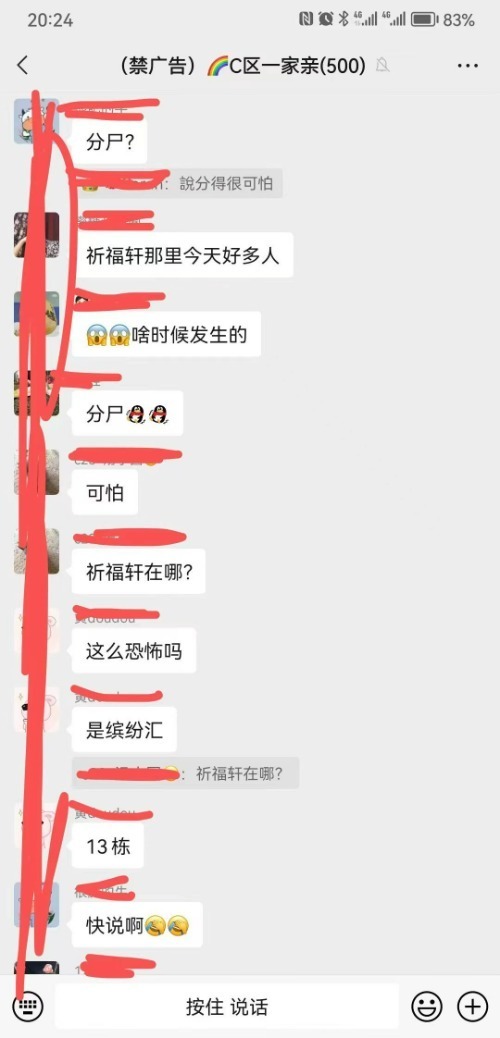 20:24
4G
4G
83%
（禁广告）🌈C区一家亲(500)
分尸?
：說分得很可怕
祈福轩那里今天好多人
😱😱啥时候发生的
分尸🐧🐧
可怕
祈福轩在哪?
这么恐怖吗
是缤纷汇
：祈福轩在哪?
13栋
快说啊🤣🤣
按住 说话